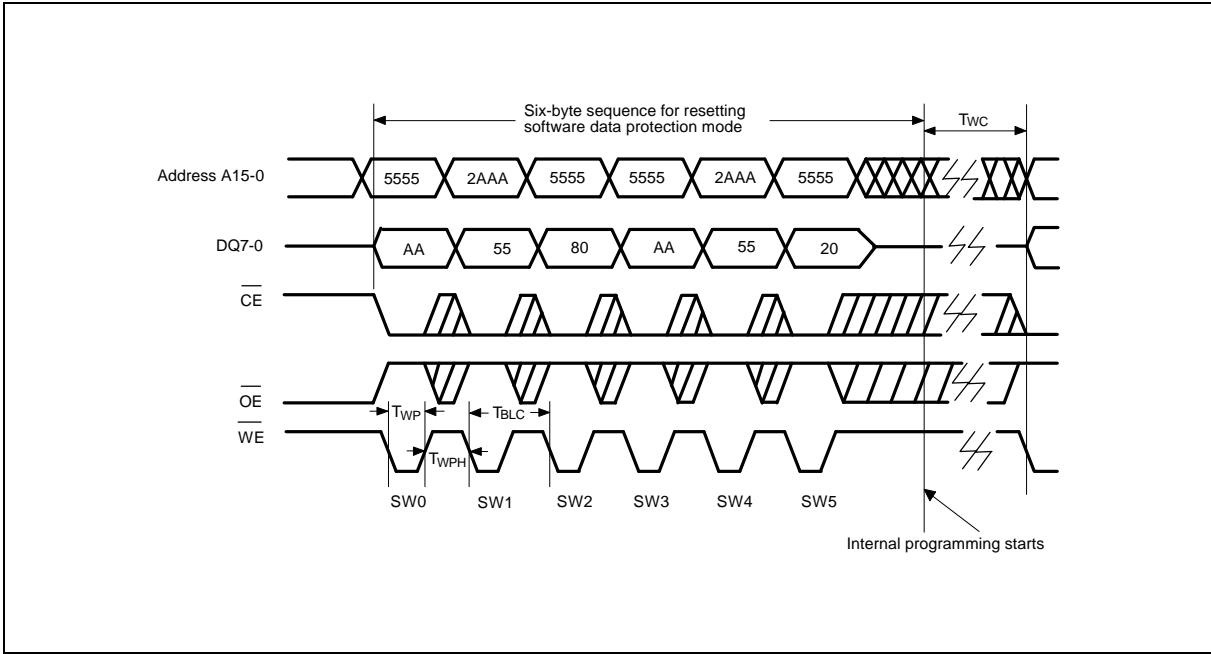 Six-byte sequence for resetting
software data protection mode
TWC
Address A15-0
5555 2AAA 5555 5555 2AAA 5555
DQ7-0
AA 55 80 AA 55 20
CE
OE
TWP TBLC
WE
TWPH
SW0 SW1 SW2 SW3 SW4 SW5
Internal programming starts